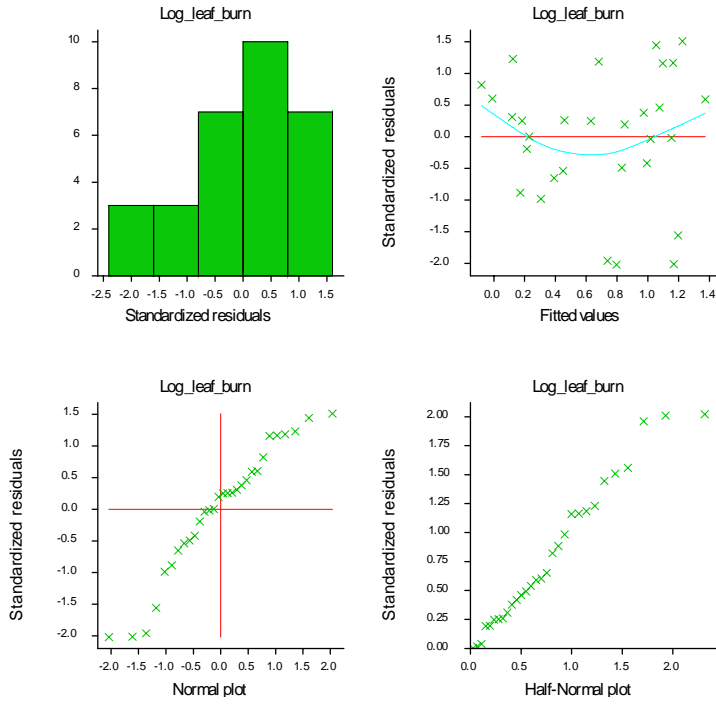 Log_leaf_burn
10
8
6
4
2
0
-2.5 -2.0 -1.5 -1.0 -0.5 0.0 0.5 1.0 1.5
Standardized residuals
Log_leaf_burn
Standardized residuals
1.5
1.0
0.5
0.0
-0.5
-1.0
-1.5
-2.0
0.0 0.2 0.4 0.6 0.8 1.0 1.2 1.4
Fitted values
Log_leaf_burn
Standardized residuals
1.5
1.0
0.5
0.0
-0.5
-1.0
-1.5
-2.0
-2.0 -1.5 -1.0 -0.5 0.0 0.5 1.0 1.5 2.0
Normal plot
Log_leaf_burn
Standardized residuals
2.00
1.75
1.50
1.25
1.00
0.75
0.50
0.25
0.00
0.0 0.5 1.0 1.5 2.0
Half-Normal plot